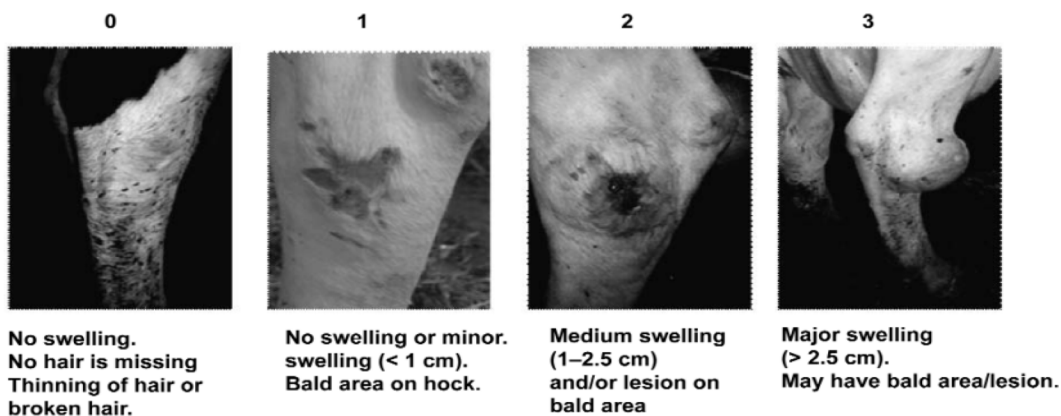 0
1
2
3
No swelling.
No hair is missing
Thinning of hair or
broken hair.
No swelling or minor.
swelling (< 1 cm).
Bald area on hock.
Medium swelling
(1–2.5 cm)
and/or lesion on
bald area
Major swelling
(> 2.5 cm).
May have bald area/lesion.